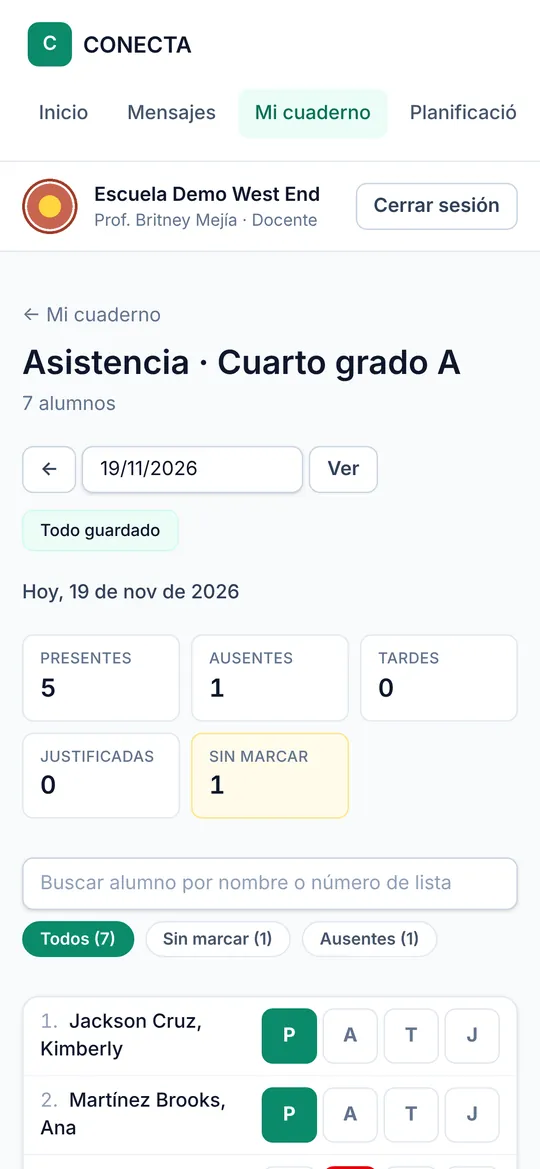 C CONECTA
Inicio Mensajes Mi cuaderno Planificació
Escuela Demo West End
Prof. Britney Mejía · Docente
Cerrar sesión
← Mi cuaderno
Asistencia · Cuarto grado A
7 alumnos
← 19/11/2026 Ver
Todo guardado
Hoy, 19 de nov de 2026
PRESENTES AUSENTES TARDES
5 1 0
JUSTIFICADAS SIN MARCAR
0 1
Buscar alumno por nombre o número de lista
Todos (7) Sin marcar (1) Ausentes (1)
1. Jackson Cruz,
Kimberly
P A T J
2. Martínez Brooks,
Ana
P A T J